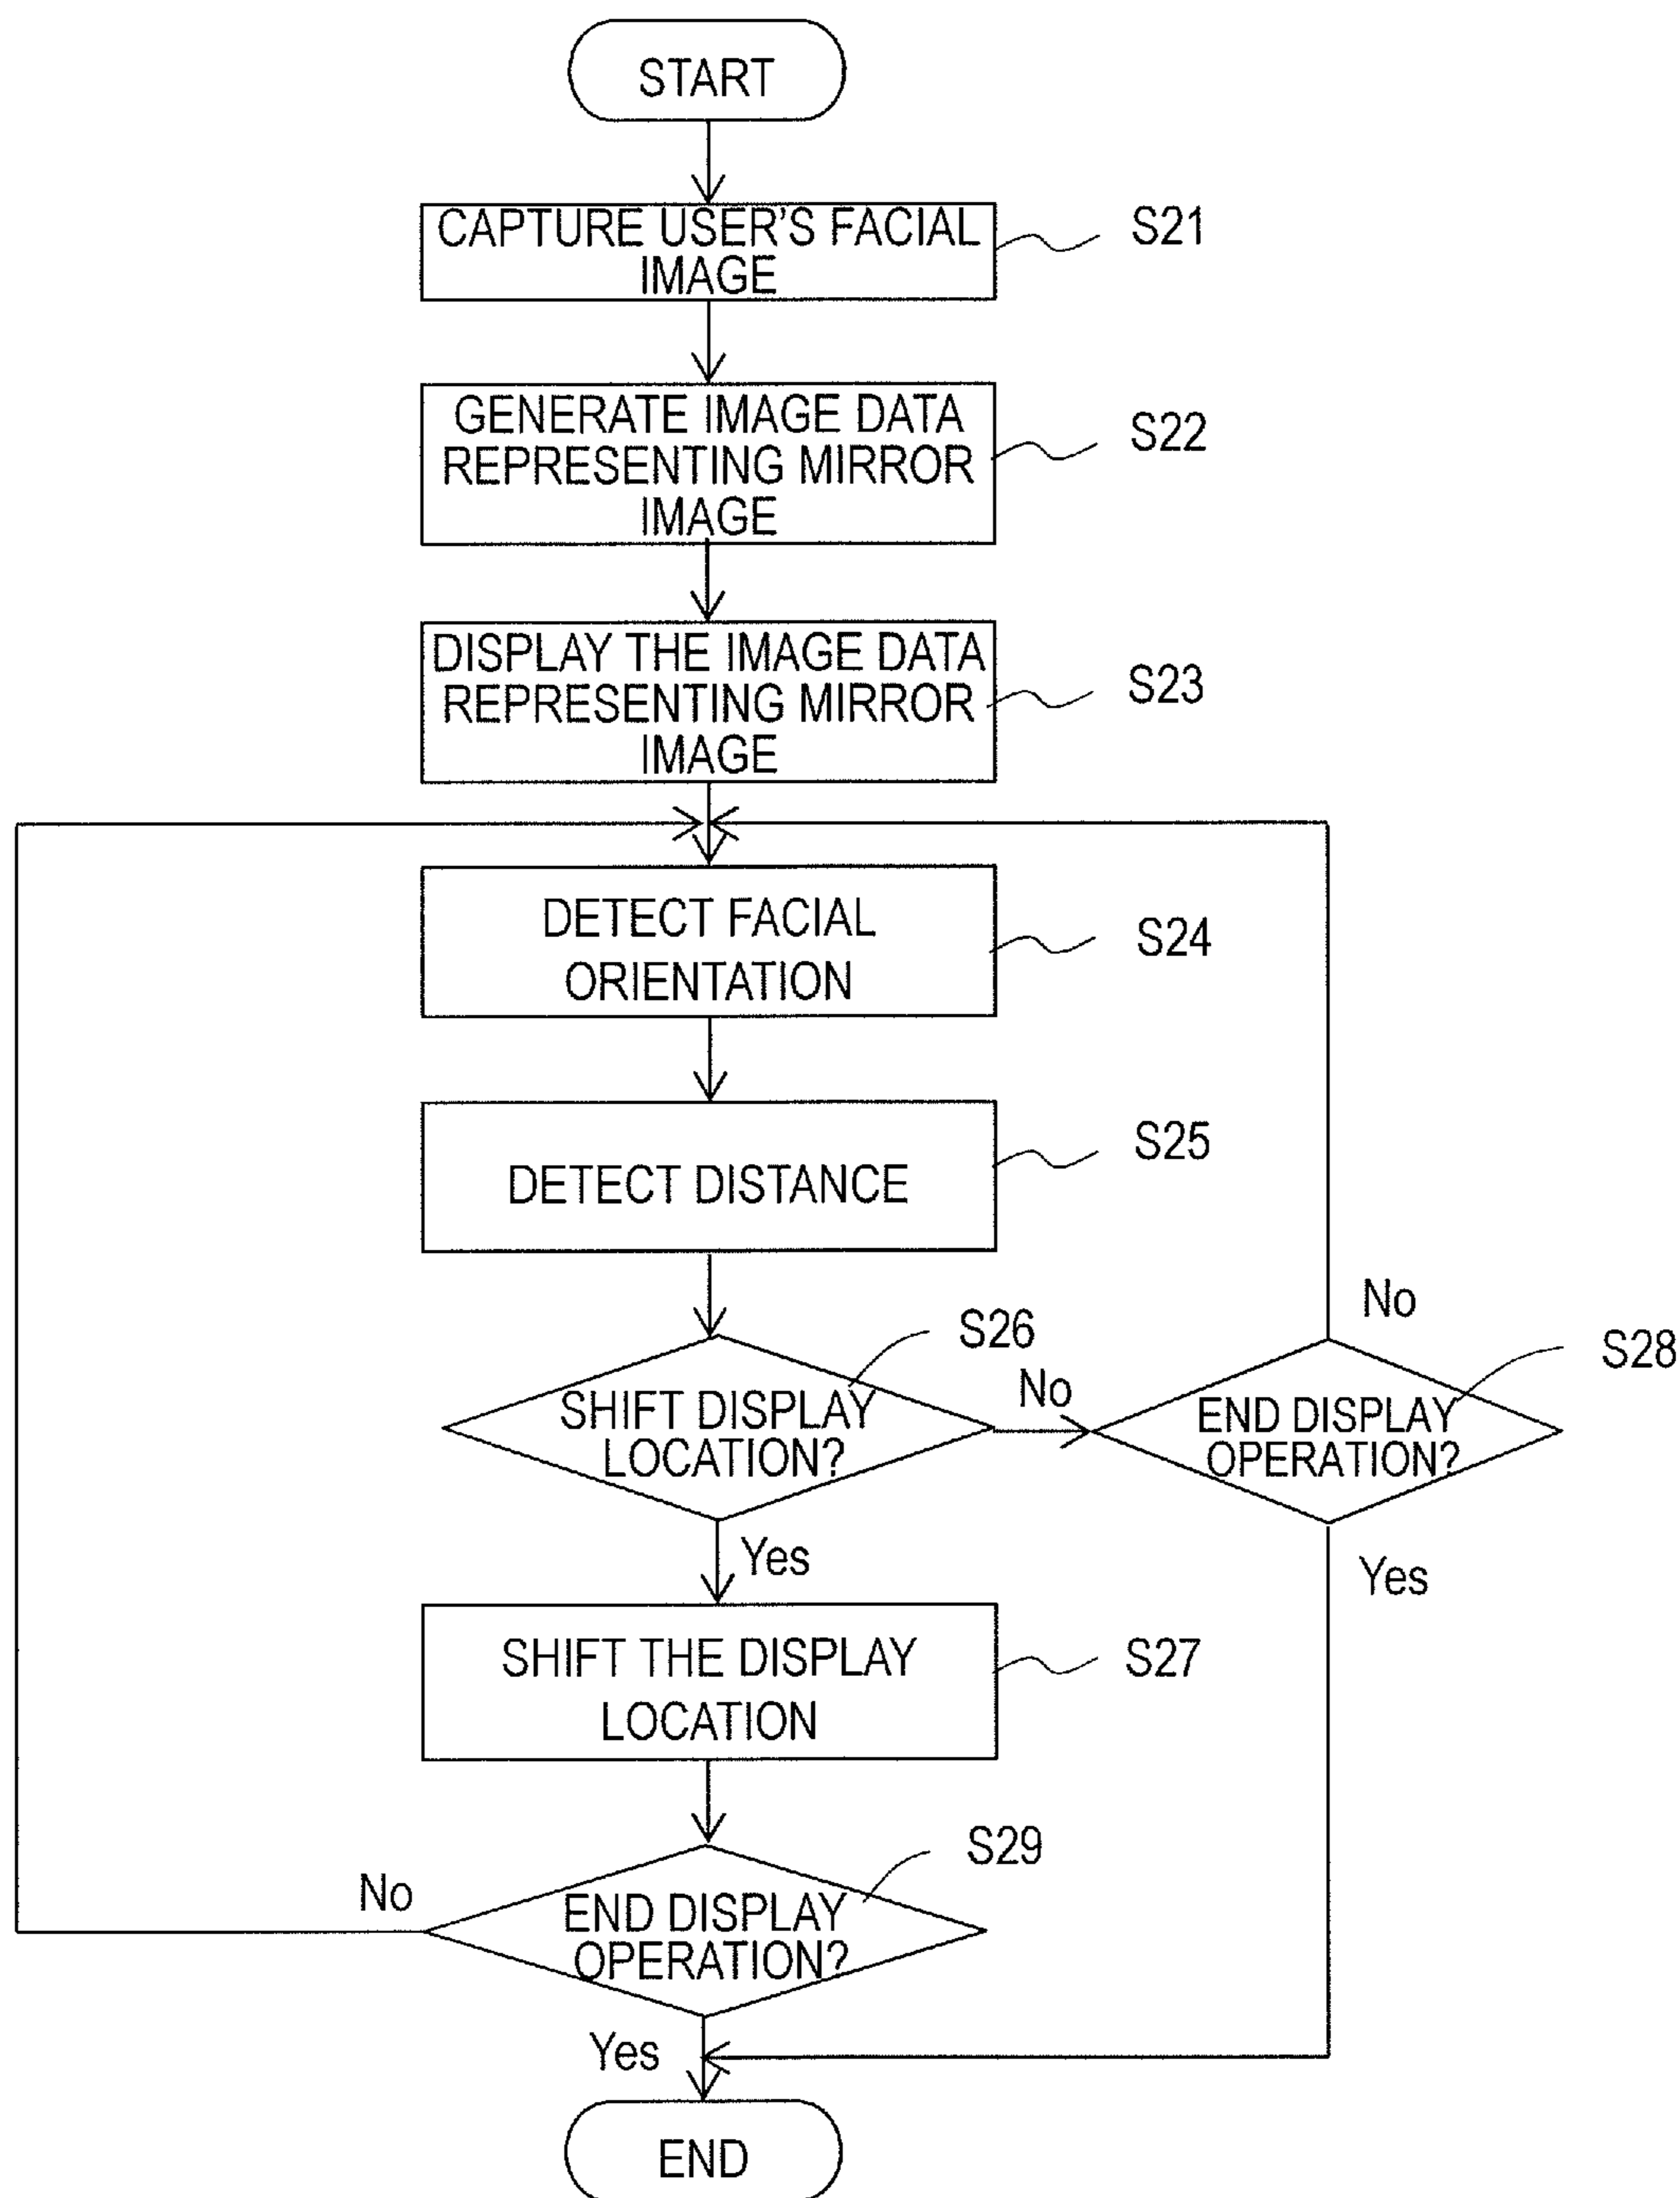 START
CAPTURE USER'S FACIAL
IMAGE
S21
GENERATE IMAGE DATA
REPRESENTING MIRROR
IMAGE
S22
DISPLAY THE IMAGE DATA
REPRESENTING MIRROR
IMAGE
S23
DETECT FACIAL
ORIENTATION
S24
DETECT DISTANCE
S25
SHIFT DISPLAY
LOCATION?
S26
No
END DISPLAY
OPERATION?
S28
No
Yes
Yes
SHIFT THE DISPLAY
LOCATION
S27
END DISPLAY
OPERATION?
S29
No
Yes
END